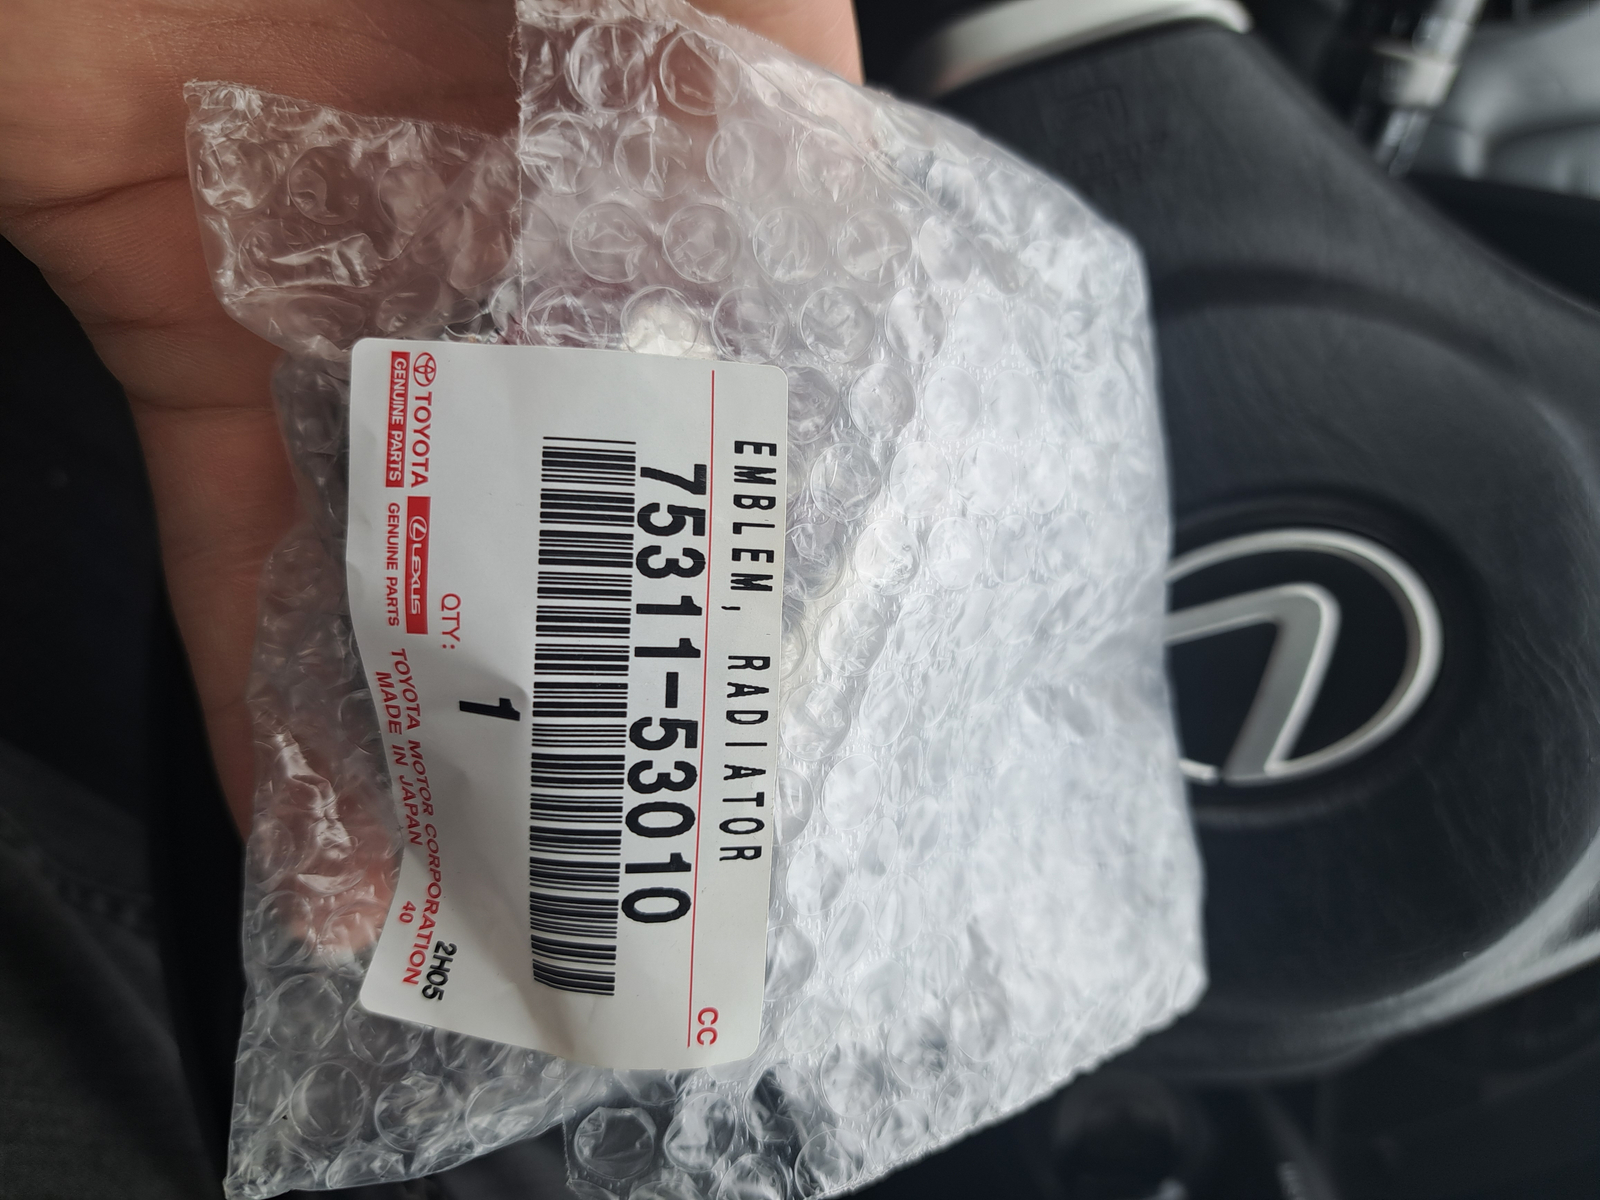 EMBLEM, RADIATOR
CC
75311-53010
QTY:
1
2H05
TOYOTA
GENUINE PARTS
LEXUS
GENUINE PARTS
TOYOTA MOTOR CORPORATION
MADE IN JAPAN
40